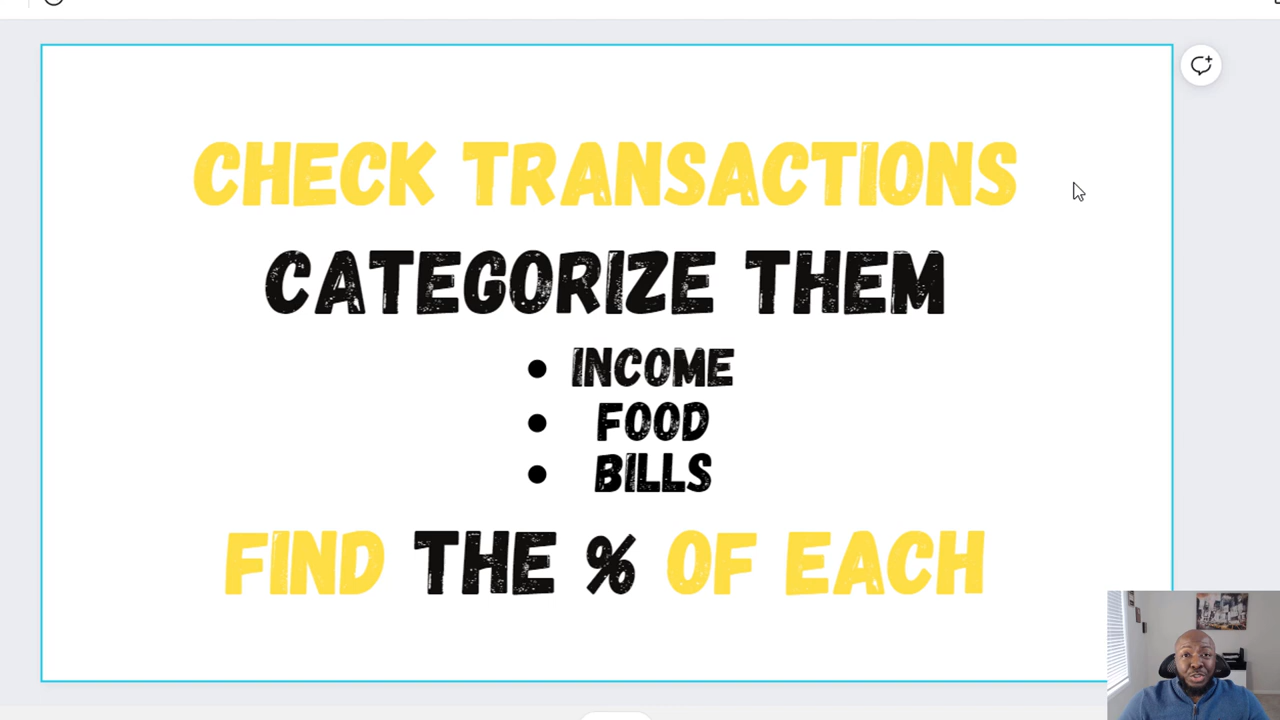 CHECK TRANSACTIONS
CATEGORIZE THEM
• INCOME
• FOOD
• BILLS
FIND THE % OF EACH